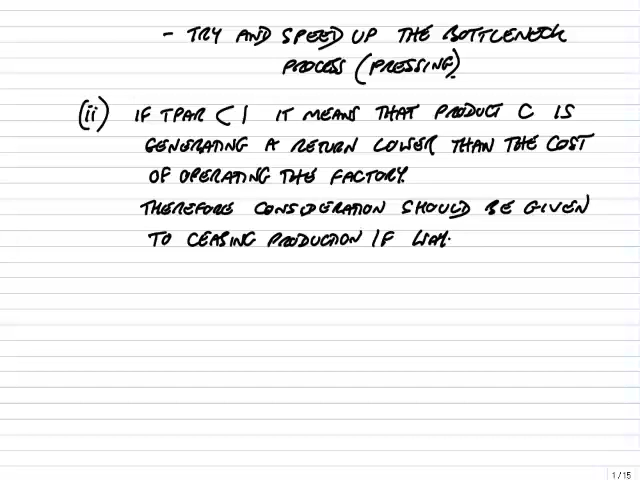 - TRY AND SPEED UP THE BOTTLENECK
PROCESS (PRESSING).
(ii) IF TPAR < 1 IT MEANS THAT PRODUCT C IS
GENERATING A RETURN LOWER THAN THE COST
OF OPERATING THE FACTORY.
THEREFORE CONSIDERATION SHOULD BE GIVEN
TO CEASING PRODUCTION IF
1 / 15